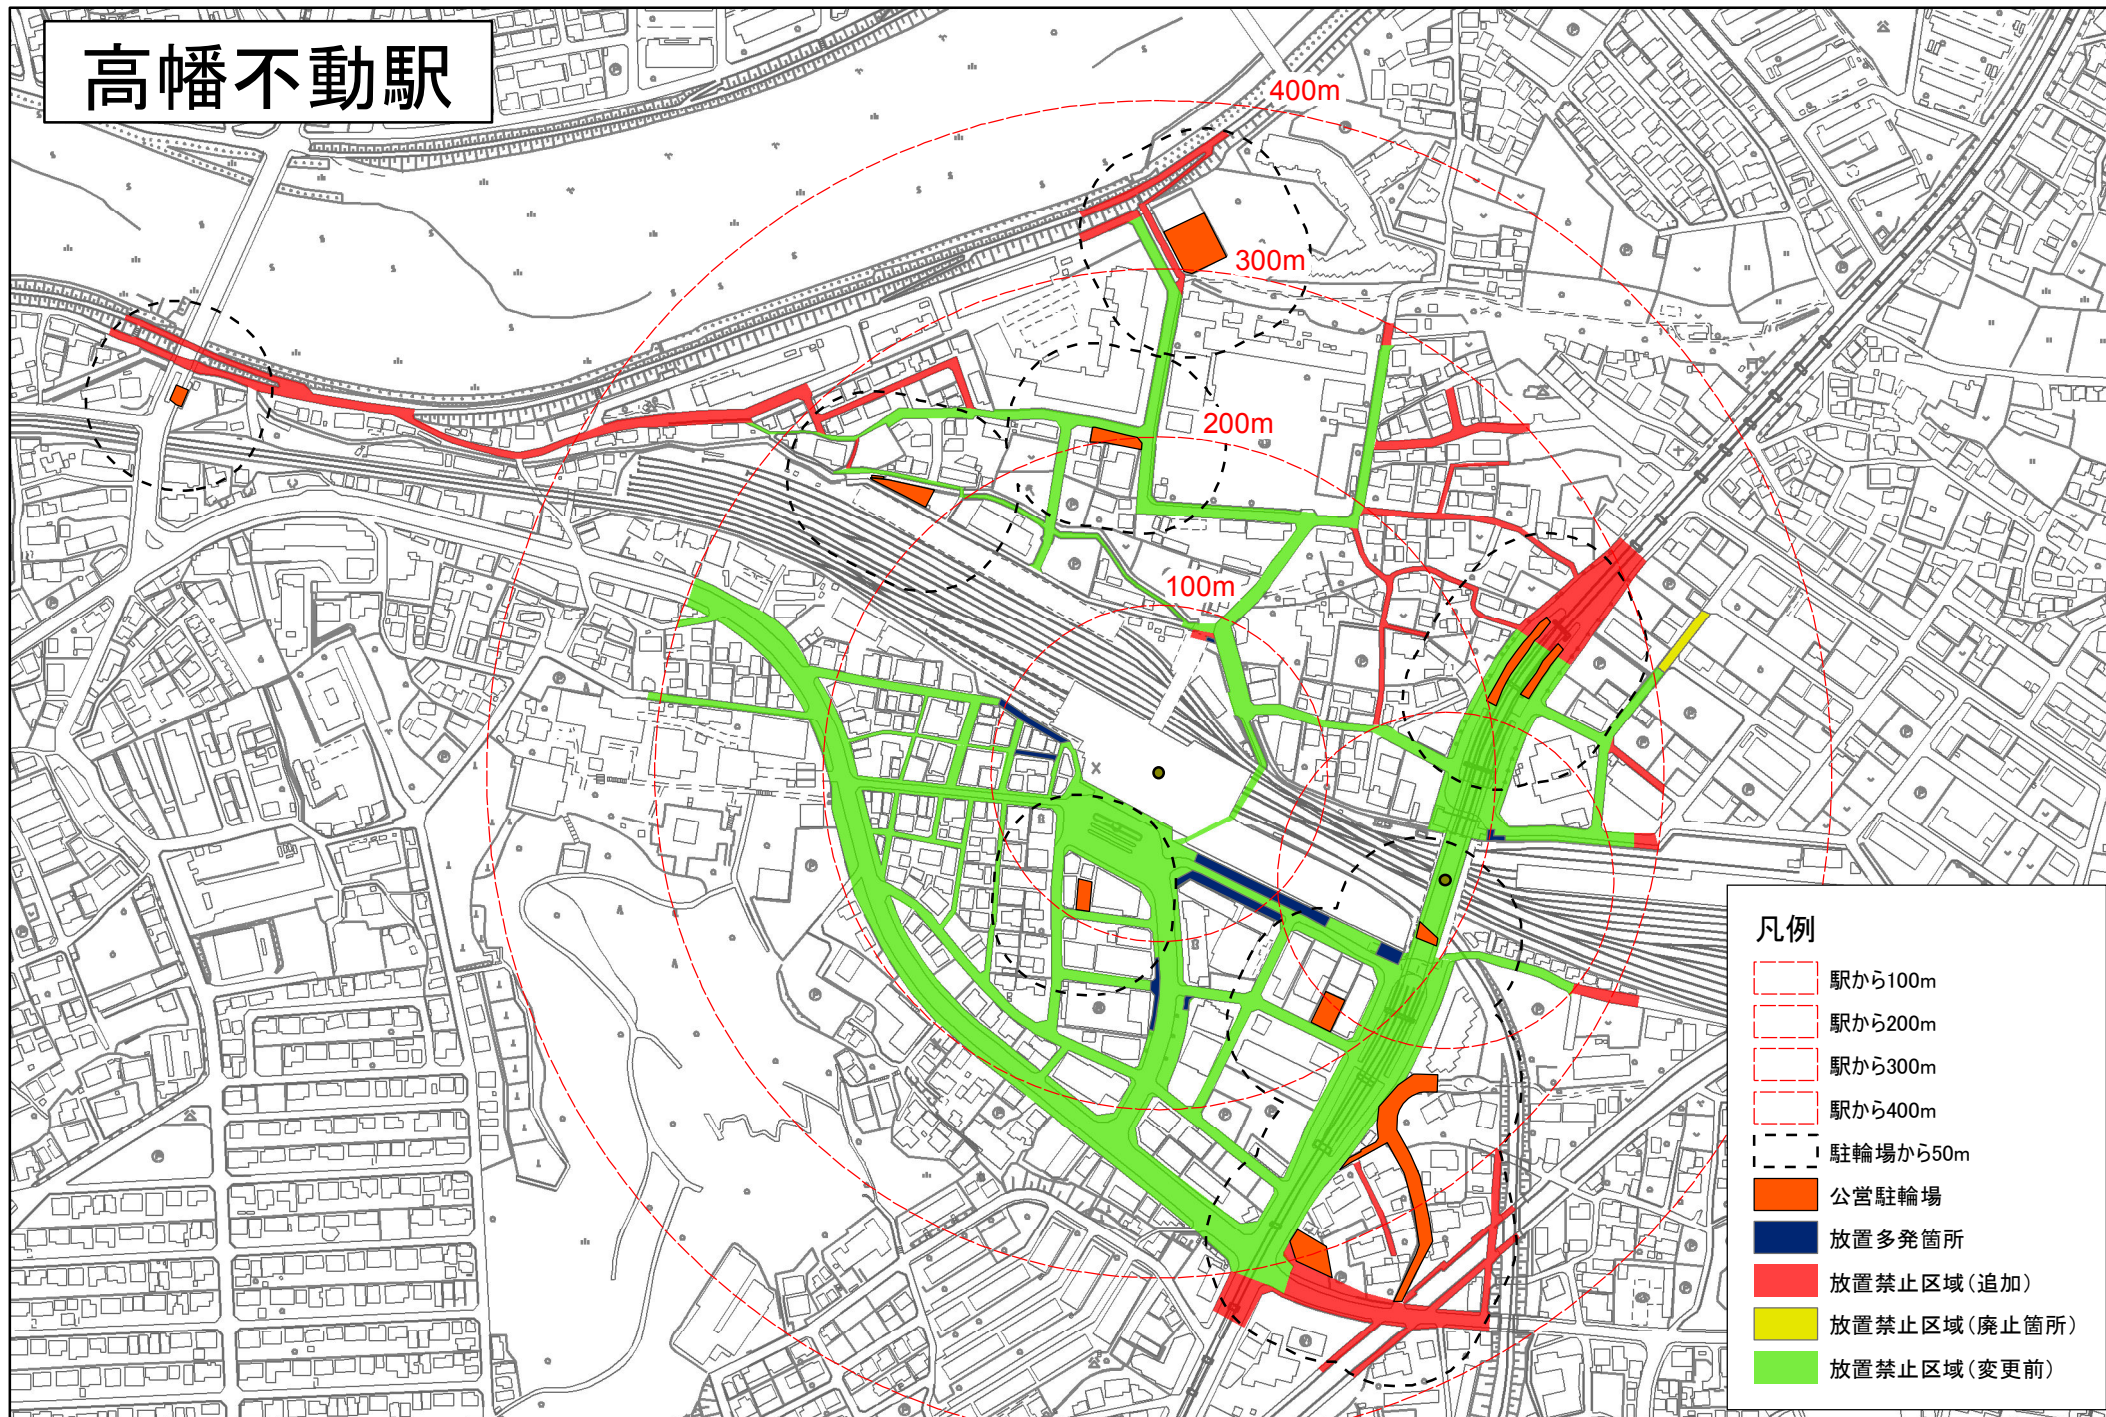 高幡不動駅
400m
300m
200m
100m
凡例
駅から100m
駅から200m
駅から300m
駅から400m
駐輪場から50m
公営駐輪場
放置多発箇所
放置禁止区域(追加)
放置禁止区域(廃止箇所)
放置禁止区域(変更前)